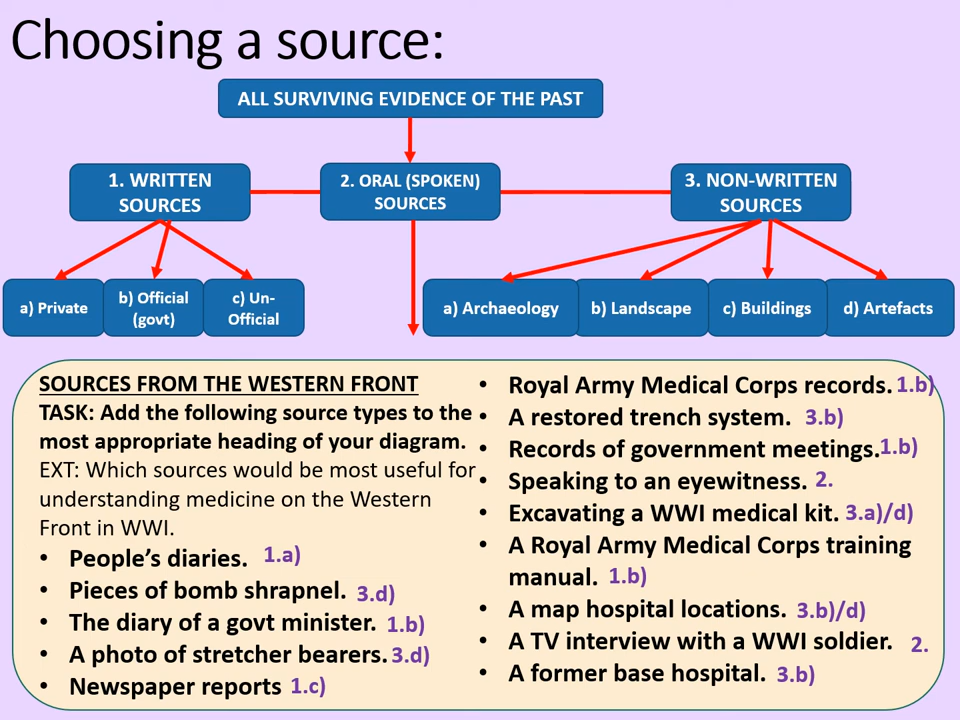 Choosing a source:
ALL SURVIVING EVIDENCE OF THE PAST
1. WRITTEN
SOURCES
2. ORAL (SPOKEN)
SOURCES
3. NON-WRITTEN
SOURCES
a) Private
b) Official
(govt)
c) Un-
Official
a) Archaeology
b) Landscape
c) Buildings
d) Artefacts
SOURCES FROM THE WESTERN FRONT
TASK: Add the following source types to the
most appropriate heading of your diagram.
EXT: Which sources would be most useful for
understanding medicine on the Western
Front in WWI.
• People's diaries. 1.a)
• Pieces of bomb shrapnel. 3.d)
• The diary of a govt minister. 1.b)
• A photo of stretcher bearers. 3.d)
• Newspaper reports 1.c)
• Royal Army Medical Corps records. 1.b)
• A restored trench system. 3.b)
• Records of government meetings. 1.b)
• Speaking to an eyewitness. 2.
• Excavating a WWI medical kit. 3.a)/d)
• A Royal Army Medical Corps training
manual. 1.b)
• A map hospital locations. 3.b)/d)
• A TV interview with a WWI soldier. 2.
• A former base hospital. 3.b)